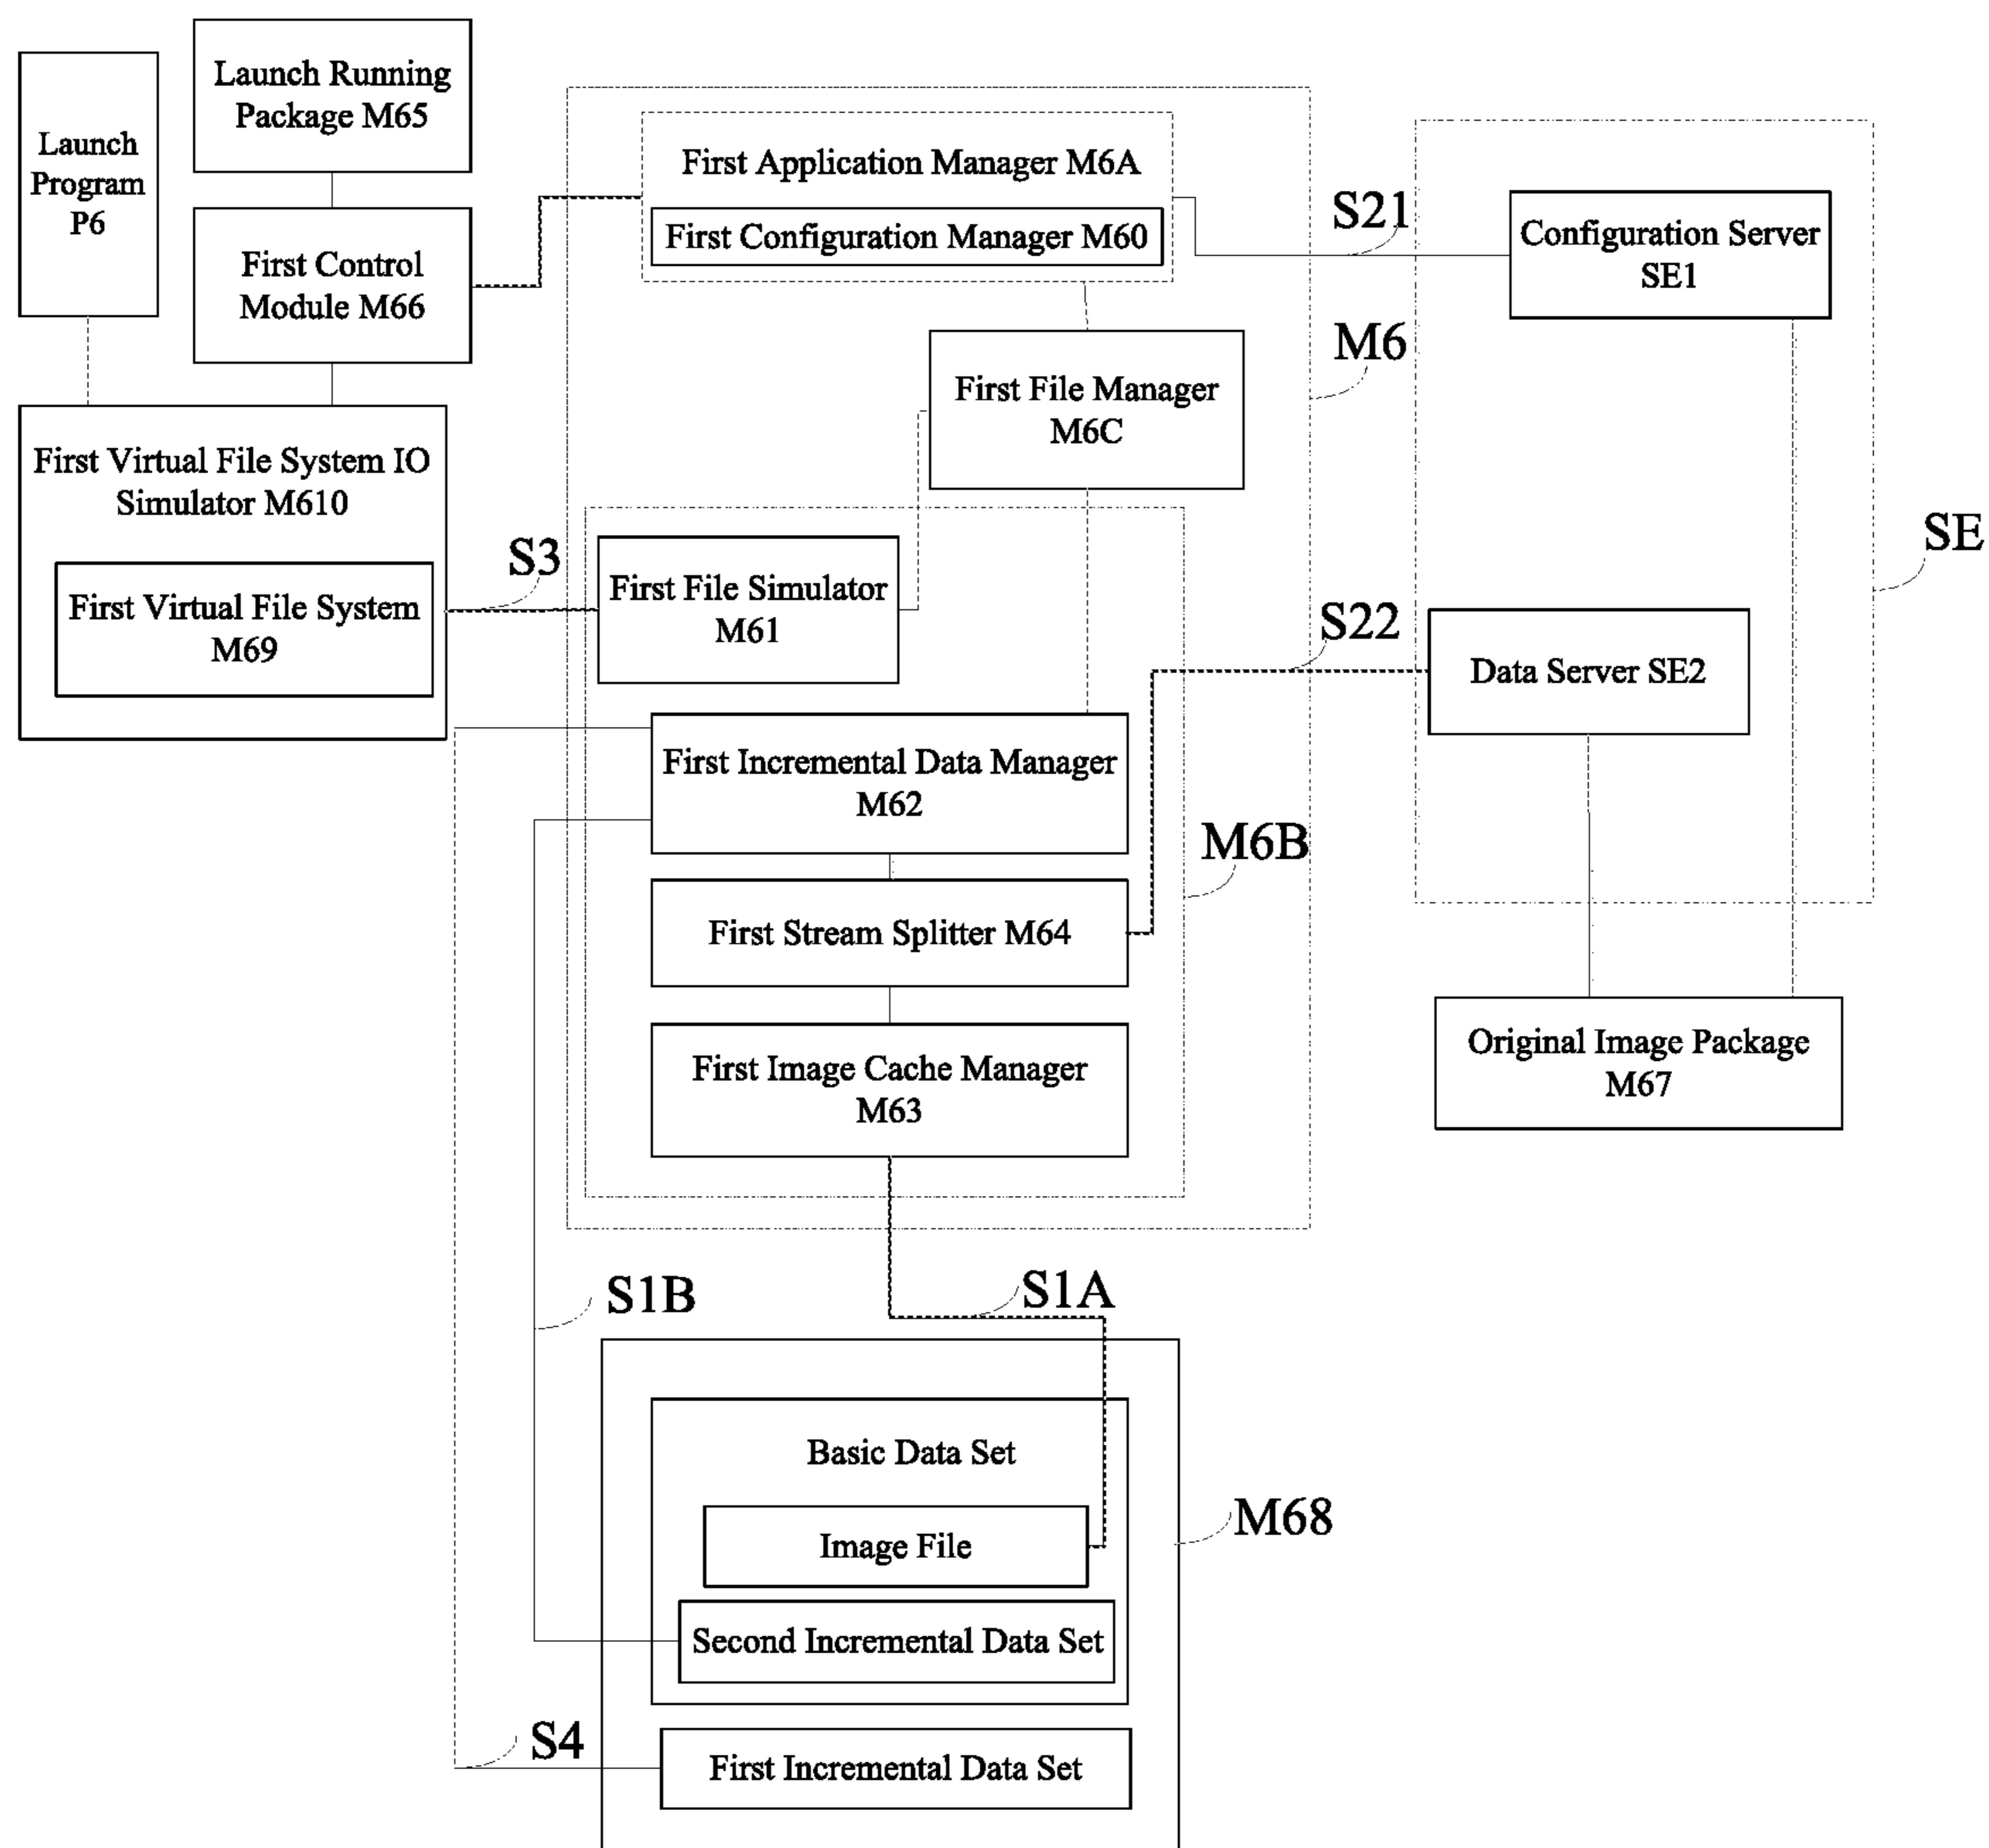 Launch Running
Package M65
Launch
Program
P6
First Application Manager M6A
First Configuration Manager M60
S21
Configuration Server
SE1
First Control
Module M66
M6
First File Manager
M6C
First Virtual File System IO
Simulator M610
SE
S3
First File Simulator
M61
First Virtual File System
M69
S22
Data Server SE2
First Incremental Data Manager
M62
M6B
First Stream Splitter M64
Original Image Package
M67
First Image Cache Manager
M63
S1B
S1A
Basic Data Set
M68
Image File
Second Incremental Data Set
S4
First Incremental Data Set